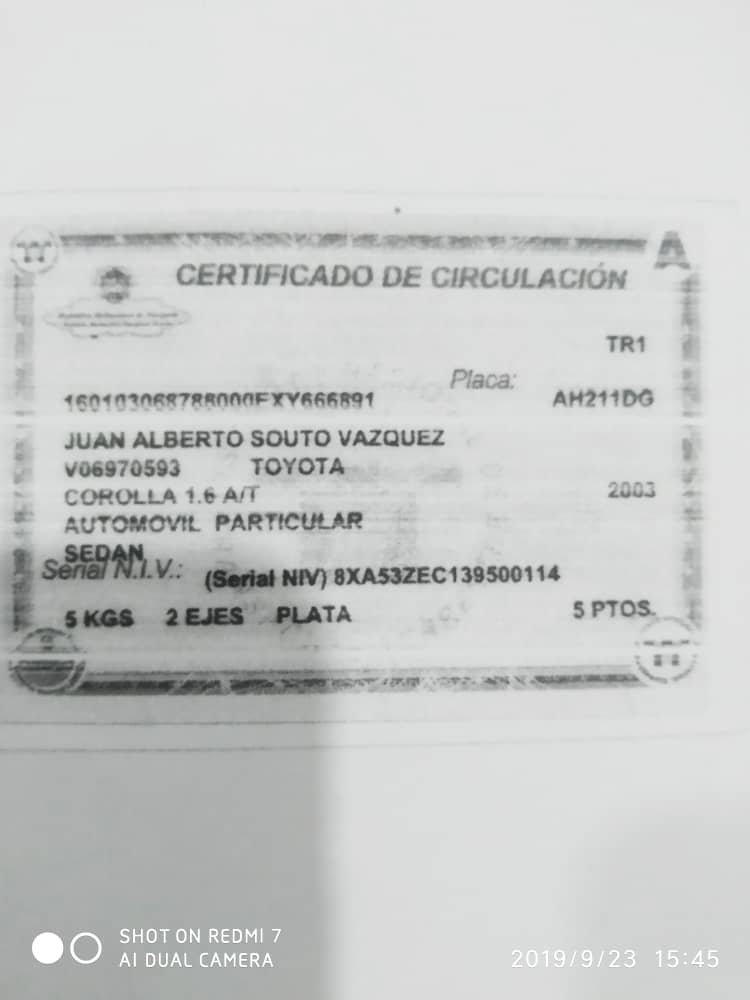 CERTIFICADO DE CIRCULACIÓN
TR1
Placa:
160103068788000FXY666891 AH211DG
JUAN ALBERTO SOUTO VAZQUEZ
V06970593 TOYOTA
COROLLA 1.6 A/T 2003
AUTOMOVIL PARTICULAR
SEDAN
Serial N.I.V.: (Serial NIV) 8XA53ZEC139500114
5 KGS 2 EJES PLATA 5 PTOS.
SHOT ON REDMI 7
AI DUAL CAMERA
2019/9/23 15:45